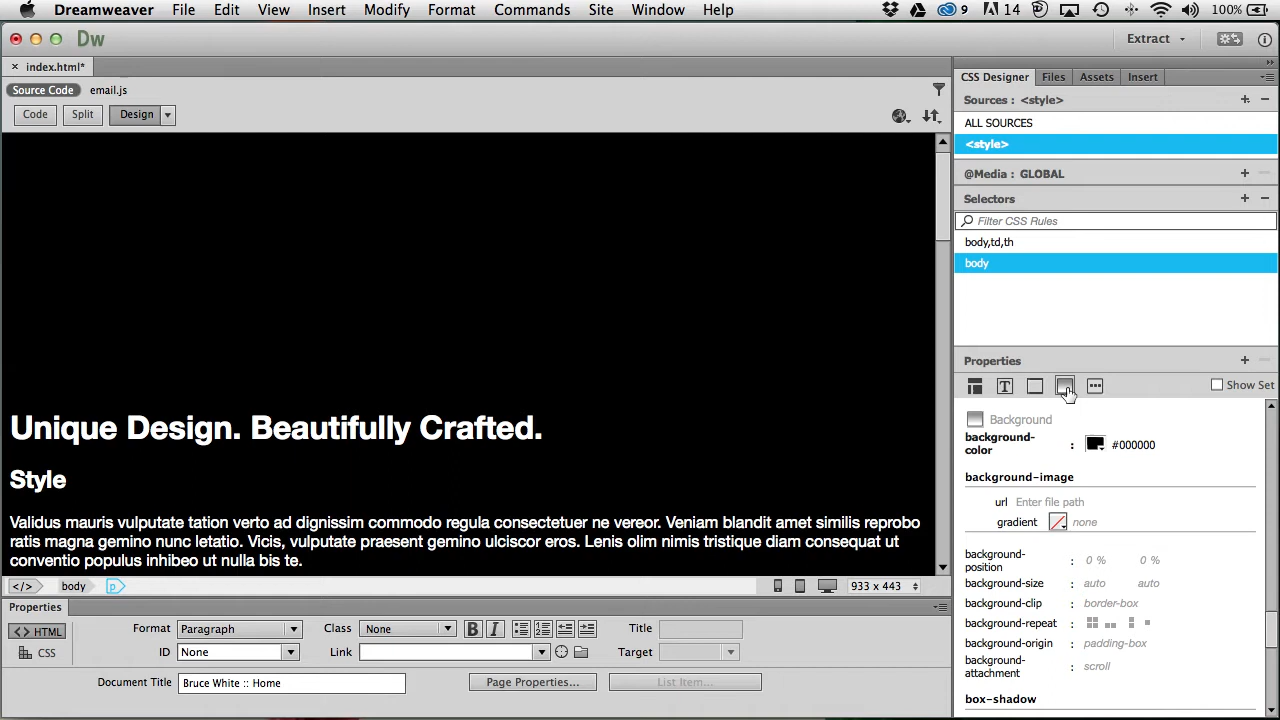 Dreamweaver File Edit View Insert Modify Format Commands Site Window Help 9 14 100%
Dw Extract
index.html*
CSS Designer Files Assets Insert
Source Code email.js
Sources : <style>
Code Split Design
ALL SOURCES
<style>
@Media : GLOBAL
Selectors
Filter CSS Rules
body,td,th
body
Properties
Show Set
Background
background-color : #000000
background-image
url Enter file path
gradient none
background-position : 0 % 0 %
background-size : auto auto
background-clip : border-box
background-repeat :
background-origin : padding-box
background-attachment : scroll
box-shadow
Unique Design. Beautifully Crafted.
Style
Validus mauris vulputate tation verto ad dignissim commodo regula consectetuer ne vereor. Veniam blandit amet similis reprobo
ratis magna gemino nunc letatio. Vicis, vulputate praesent gemino ulciscor eros. Lenis olim nimis tristique diam consequat ut
conventio populus inhibeo ut nulla bis te.
</> body p 933 x 443
Properties
<> HTML Format Paragraph Class None B I Title
CSS ID None Link Target
Document Title Bruce White :: Home Page Properties... List Item...